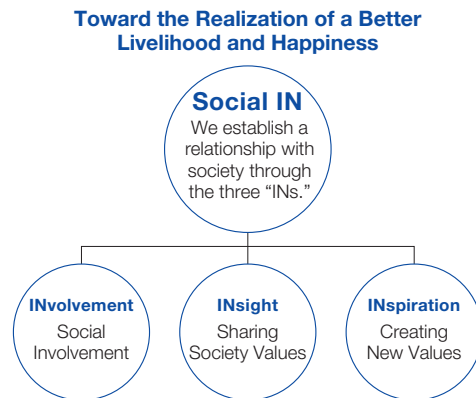 Toward the Realization of a Better
Livelihood and Happiness
Social IN
We establish a
relationship with
society through
the three “INs.”
INvolvement
Social
Involvement
INsight
Sharing
Society Values
INspiration
Creating
New Values